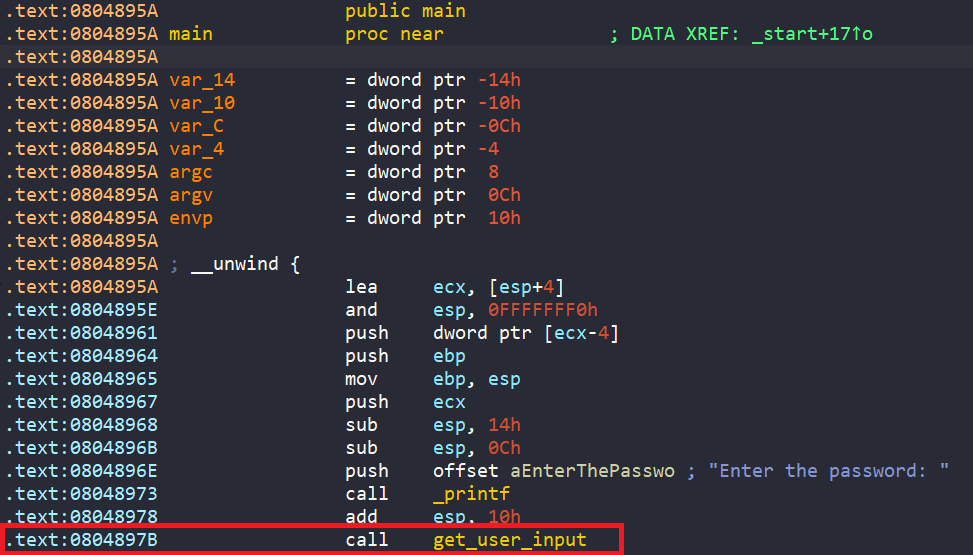 .text:0804895A                 public main
.text:0804895A main            proc near               ; DATA XREF: _start+17↑o
.text:0804895A
.text:0804895A var_14          = dword ptr -14h
.text:0804895A var_10          = dword ptr -10h
.text:0804895A var_C           = dword ptr -0Ch
.text:0804895A var_4           = dword ptr -4
.text:0804895A argc            = dword ptr  8
.text:0804895A argv            = dword ptr  0Ch
.text:0804895A envp            = dword ptr  10h
.text:0804895A
.text:0804895A ; __unwind {
.text:0804895A                 lea     ecx, [esp+4]
.text:0804895E                 and     esp, 0FFFFFFF0h
.text:08048961                 push    dword ptr [ecx-4]
.text:08048964                 push    ebp
.text:08048965                 mov     ebp, esp
.text:08048967                 push    ecx
.text:08048968                 sub     esp, 14h
.text:0804896B                 sub     esp, 0Ch
.text:0804896E                 push    offset aEnterThePasswo ; "Enter the password: "
.text:08048973                 call    _printf
.text:08048978                 add     esp, 10h
.text:0804897B                 call    get_user_input